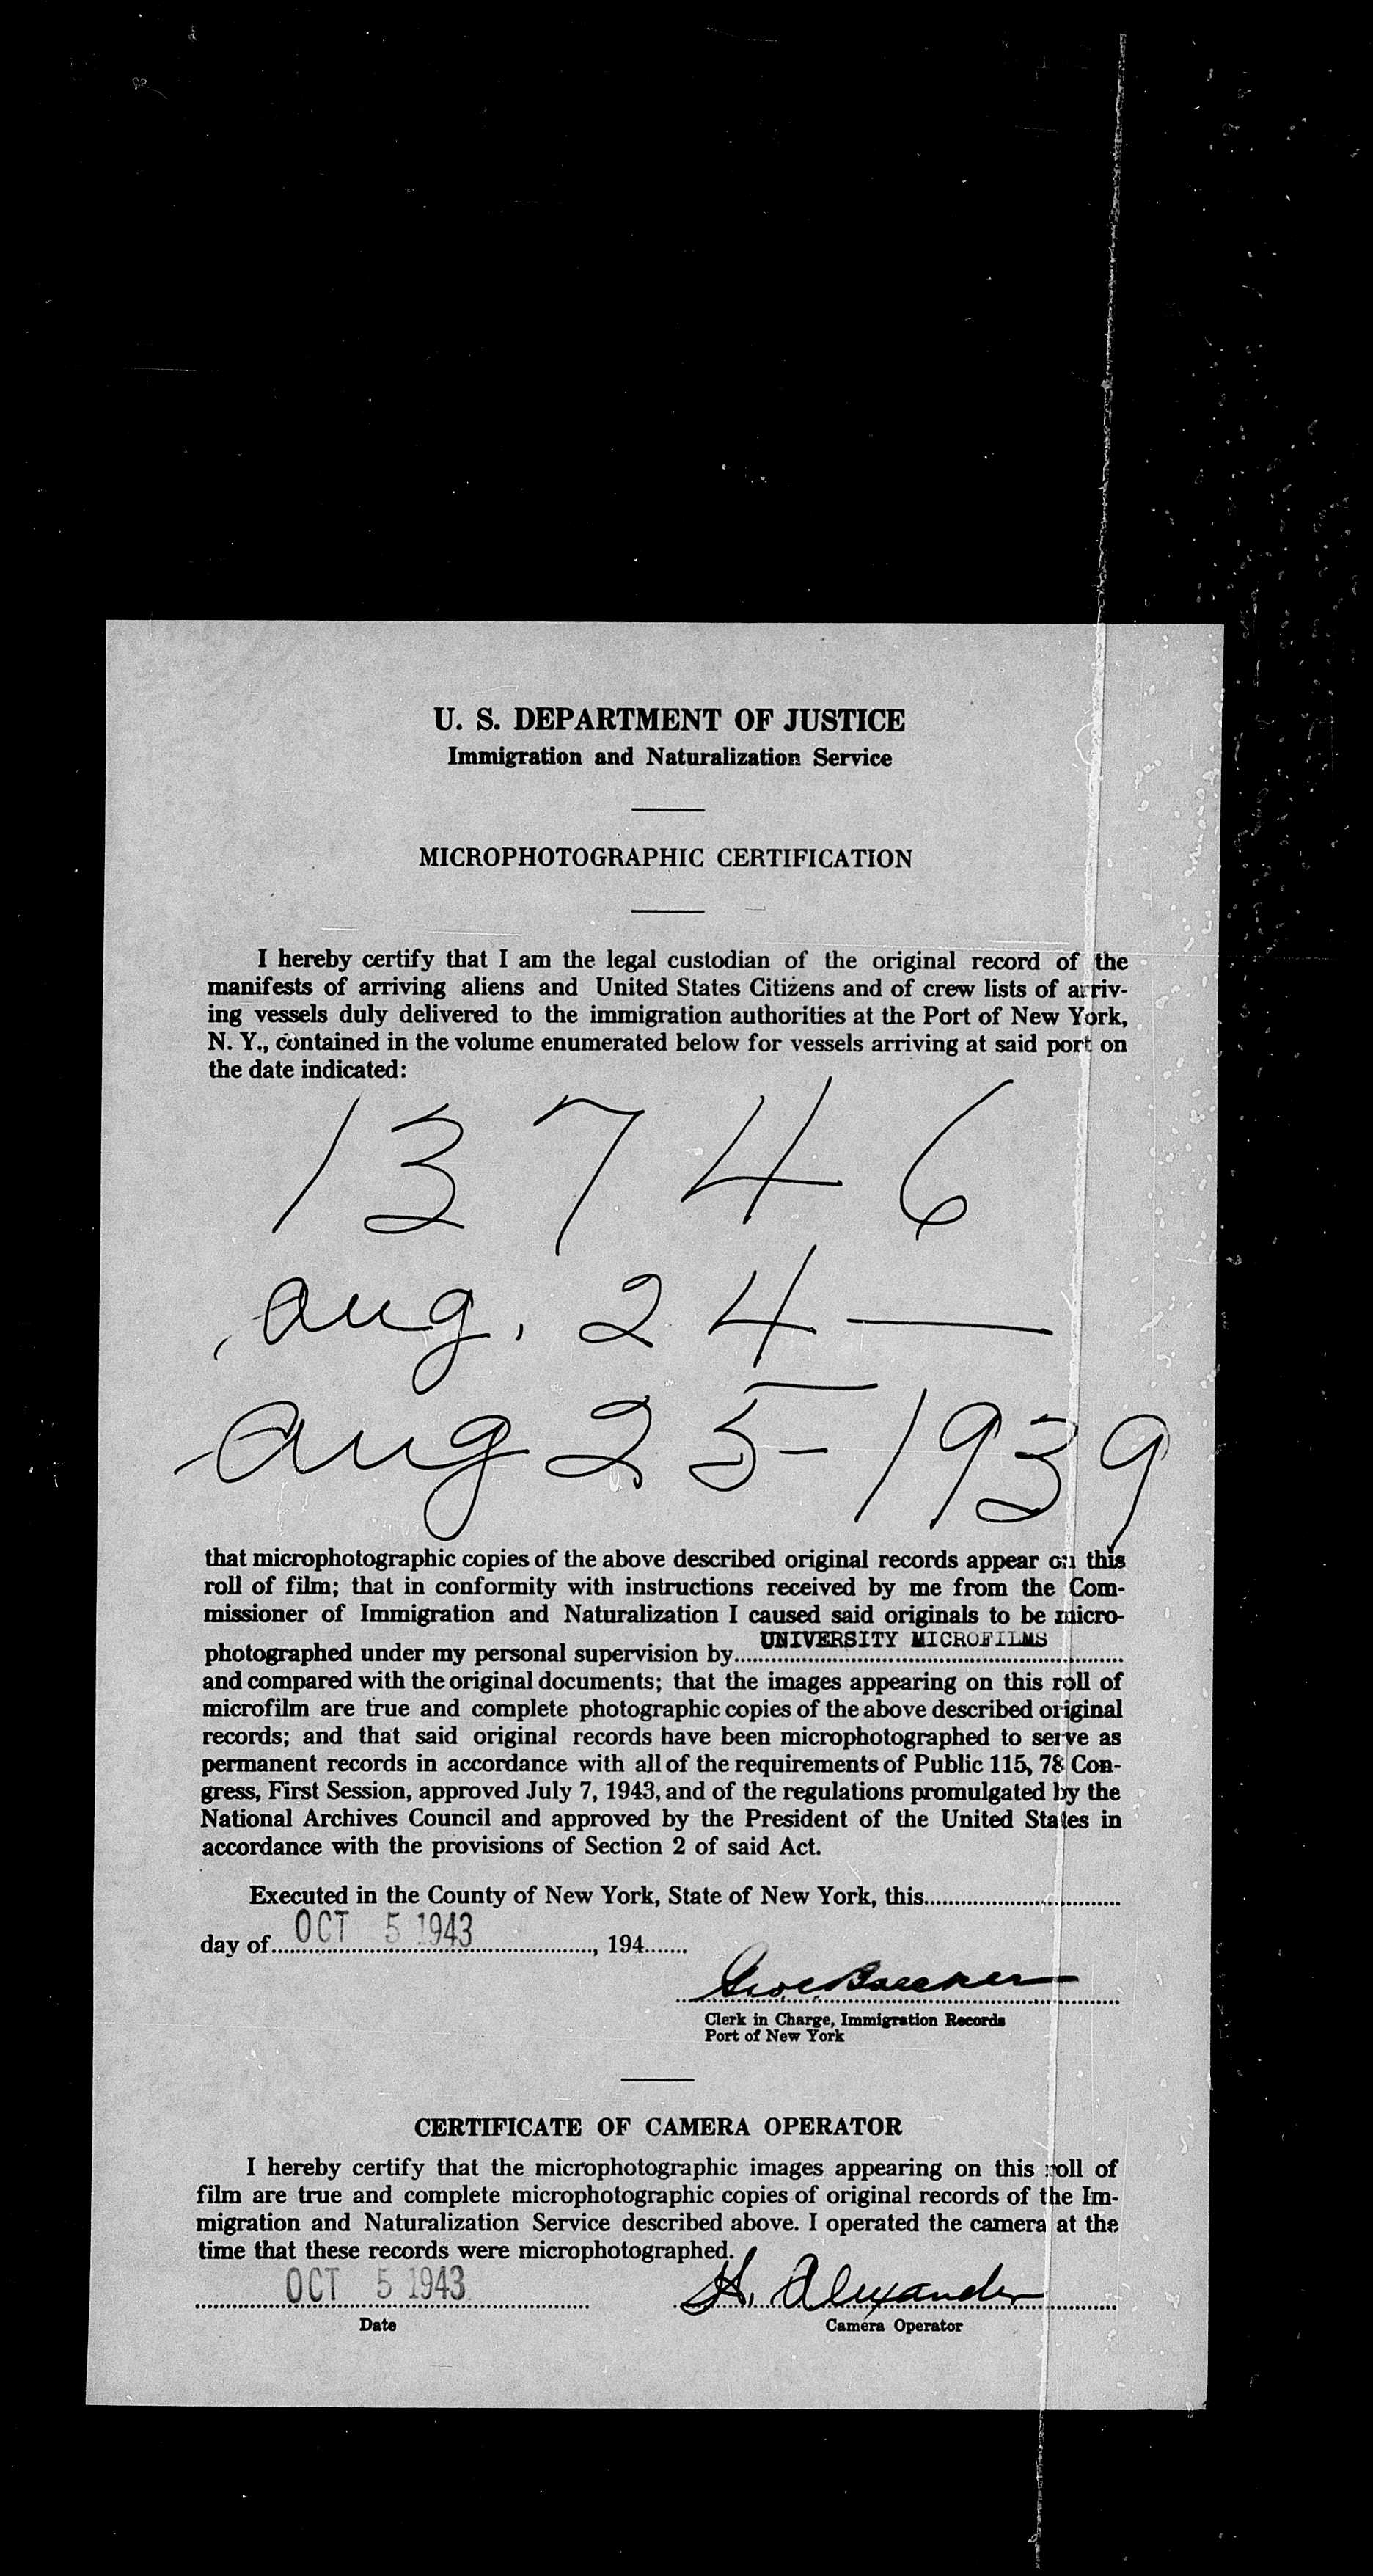 U. S. DEPARTMENT OF JUSTICE
Immigration and Naturalization Service
MICROPHOTOGRAPHIC CERTIFICATION
I hereby certify that I am the legal custodian of the original record of the
manifests of arriving aliens and United States Citizens and of crew lists of arriv-
ing vessels duly delivered to the immigration authorities at the Port of New York,
N. Y., contained in the volume enumerated below for vessels arriving at said port on
the date indicated:
13746
Aug. 24 —
Aug 25 - 1939
that microphotographic copies of the above described original records appear on this
roll of film; that in conformity with instructions received by me from the Com-
missioner of Immigration and Naturalization I caused said originals to be micro-
photographed under my personal supervision by UNIVERSITY MICROFILMS
and compared with the original documents; that the images appearing on this roll of
microfilm are true and complete photographic copies of the above described original
records; and that said original records have been microphotographed to serve as
permanent records in accordance with all of the requirements of Public 115, 78 Con-
gress, First Session, approved July 7, 1943, and of the regulations promulgated by the
National Archives Council and approved by the President of the United States in
accordance with the provisions of Section 2 of said Act.
Executed in the County of New York, State of New York, this
day of OCT 5 1943, 194
Clerk in Charge, Immigration Records
Port of New York
CERTIFICATE OF CAMERA OPERATOR
I hereby certify that the microphotographic images appearing on this roll of
film are true and complete microphotographic copies of original records of the Im-
migration and Naturalization Service described above. I operated the camera at the
time that these records were microphotographed.
OCT 5 1943 H. Alexander
Date Camera Operator